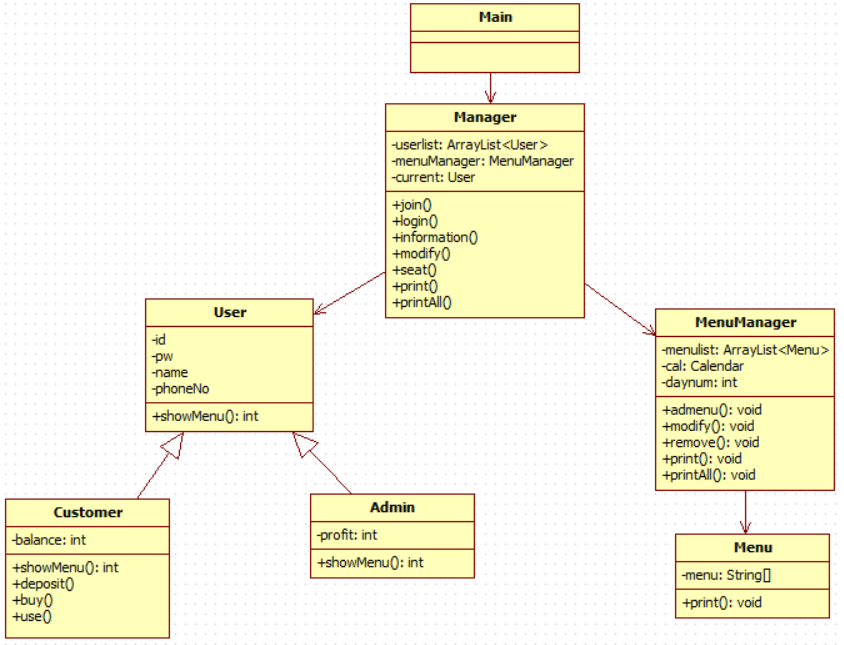 Main
Manager
-userlist: ArrayList<User>
-menuManager: MenuManager
-current: User
+join()
+login()
+information()
+modify()
+seat()
+print()
+printAll()
User
-id
-pw
-name
-phoneNo
+showMenu(): int
MenuManager
-menulist: ArrayList<Menu>
-cal: Calendar
-daynum: int
+admenu(): void
+modify(): void
+remove(): void
+print(): void
+printAll(): void
Customer
-balance: int
+showMenu(): int
+deposit()
+buy()
+use()
Admin
-profit: int
+showMenu(): int
Menu
-menu: String[]
+print(): void